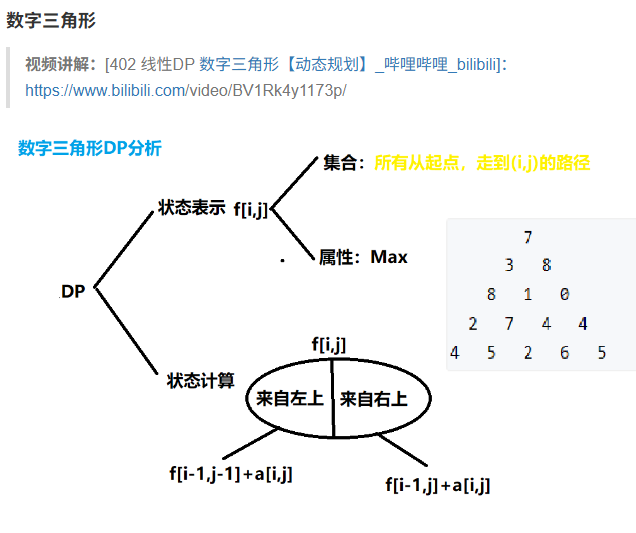 数字三角形
视频讲解：[402 线性DP 数字三角形【动态规划】_哔哩哔哩_bilibili]：
https://www.bilibili.com/video/BV1Rk4y1173p/
数字三角形DP分析
集合：所有从起点，走到(i,j)的路径
状态表示 f[i,j]
属性：Max
DP
7
3 8
8 1 0
2 7 4 4
4 5 2 6 5
f[i,j]
状态计算
来自左上 来自右上
f[i-1,j-1]+a[i,j]
f[i-1,j]+a[i,j]